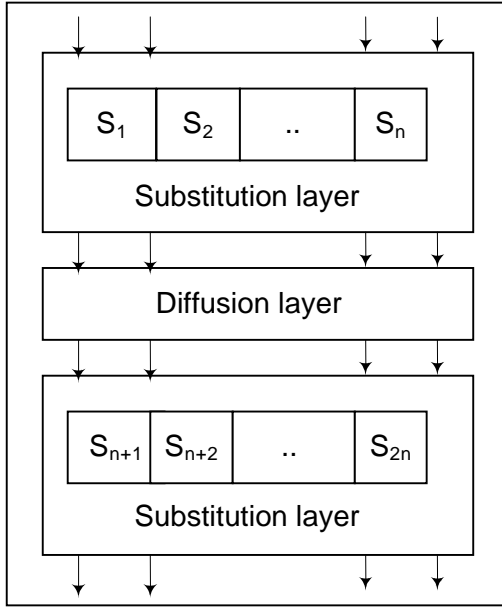 S₁ S₂ .. Sₙ
Substitution layer
Diffusion layer
Sₙ₊₁ Sₙ₊₂ .. S₂ₙ
Substitution layer